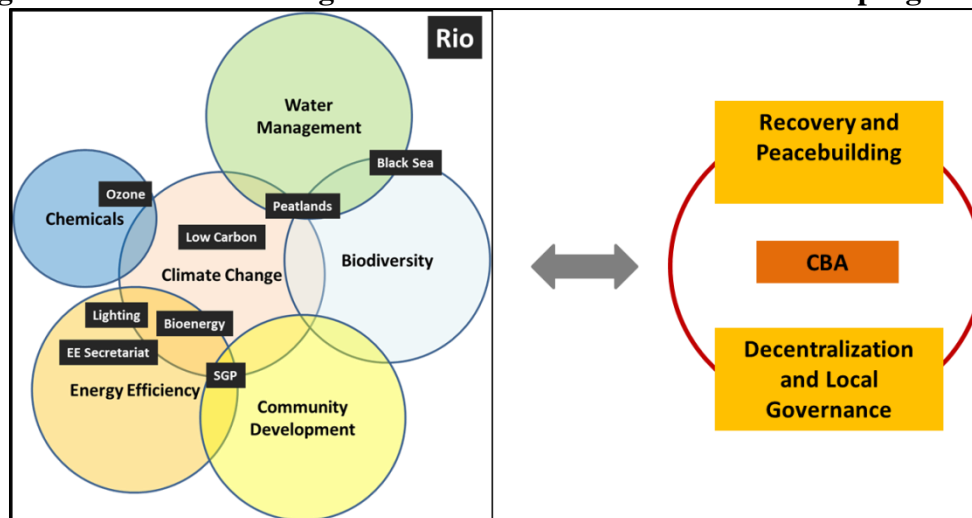 Rio
Water
Management
Black Sea
Ozone
Peatlands
Chemicals
Low Carbon
Biodiversity
Climate Change
Lighting
Bioenergy
EE Secretariat
SGP
Energy Efficiency
Community
Development
Recovery and
Peacebuilding
CBA
Decentralization
and Local
Governance